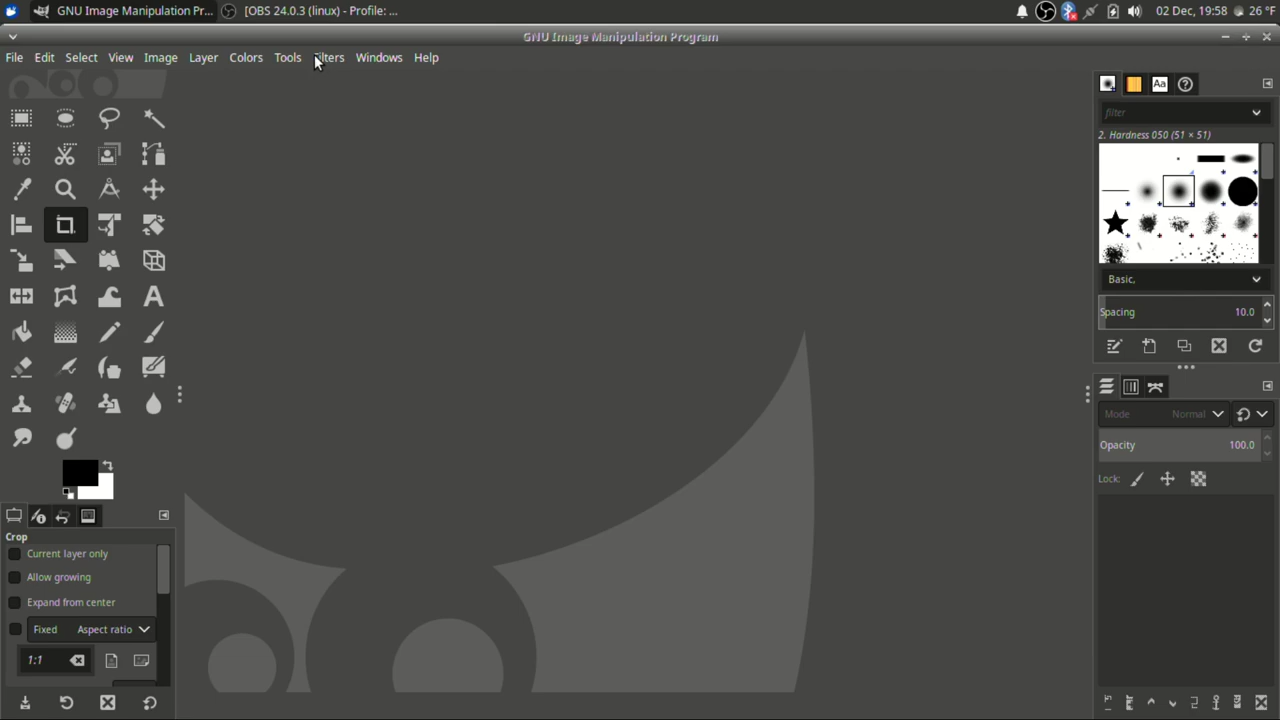 GNU Image Manipulation Pr... [OBS 24.0.3 (linux) - Profile: ... 02 Dec, 19:58 26 °F
GNU Image Manipulation Program
File Edit Select View Image Layer Colors Tools Filters Windows Help
Aa
filter
2. Hardness 050 (51 × 51)
Basic,
Spacing 10.0
Mode Normal
Opacity 100.0
Lock:
Crop
Current layer only
Allow growing
Expand from center
Fixed Aspect ratio
1:1